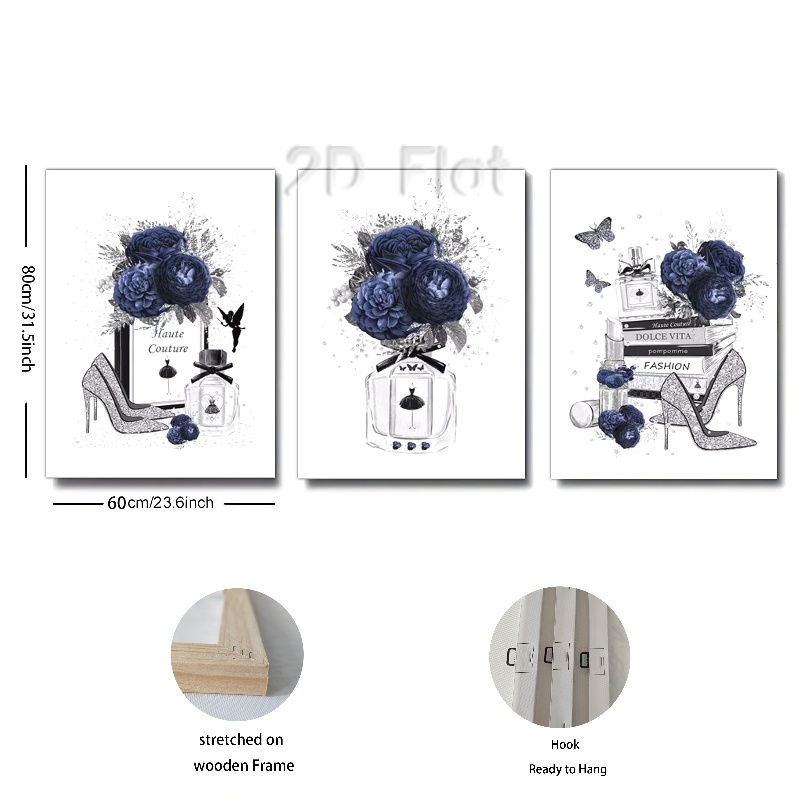 2D Flat
80cm/31.5inch
Haute
Couture
Haute Couture
DOLCE VITA
pompomme
FASHION
60cm/23.6inch
stretched on
wooden Frame
Hook
Ready to Hang